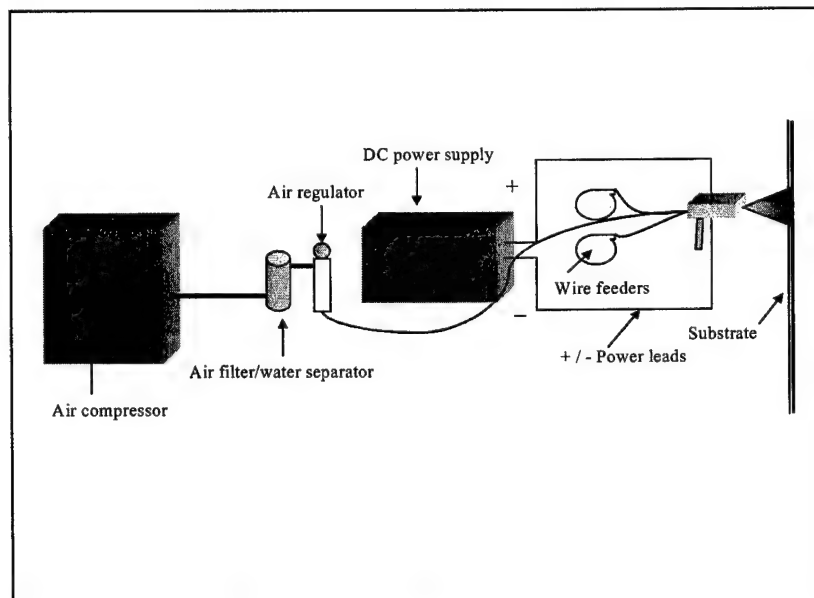 DC power supply
Air regulator
+
Wire feeders
−
Substrate
+ / - Power leads
Air filter/water separator
Air compressor